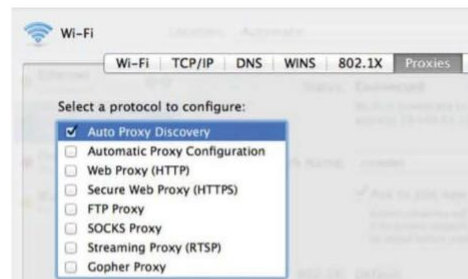 Wi-Fi
Wi-Fi TCP/IP DNS WINS 802.1X Proxies
Select a protocol to configure:
Auto Proxy Discovery
Automatic Proxy Configuration
Web Proxy (HTTP)
Secure Web Proxy (HTTPS)
FTP Proxy
SOCKS Proxy
Streaming Proxy (RTSP)
Gopher Proxy